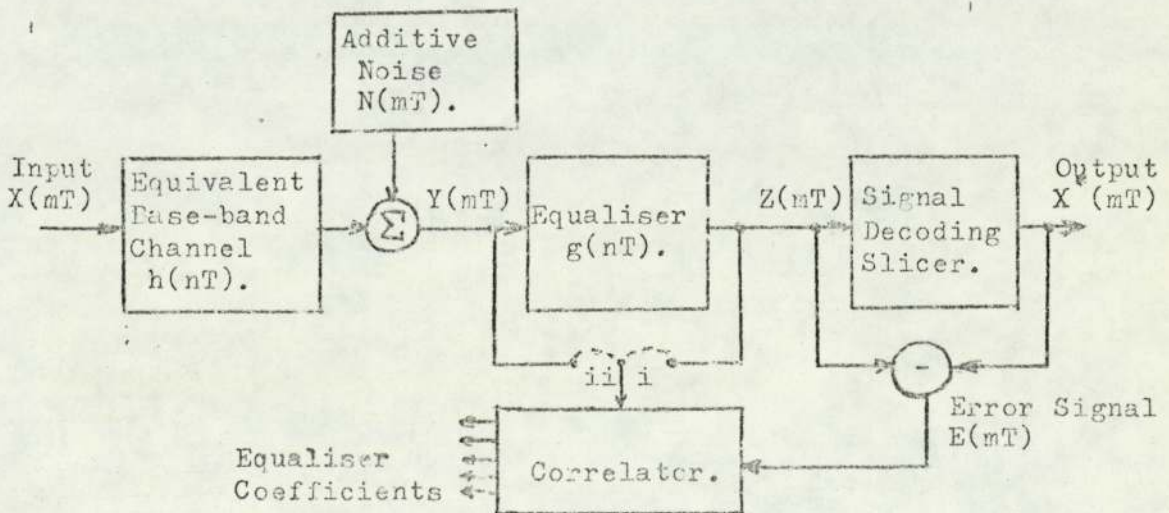 Additive
Noise
N(mT).
Input
X(mT)
Equivalent
Base-band
Channel
h(nT).
Σ
Y(mT)
Equaliser
g(nT).
Z(mT)
Signal
Decoding
Slicer.
Output
X (mT)
ii i
-
Error Signal
E(mT)
Equaliser
Coefficients
Correlator.